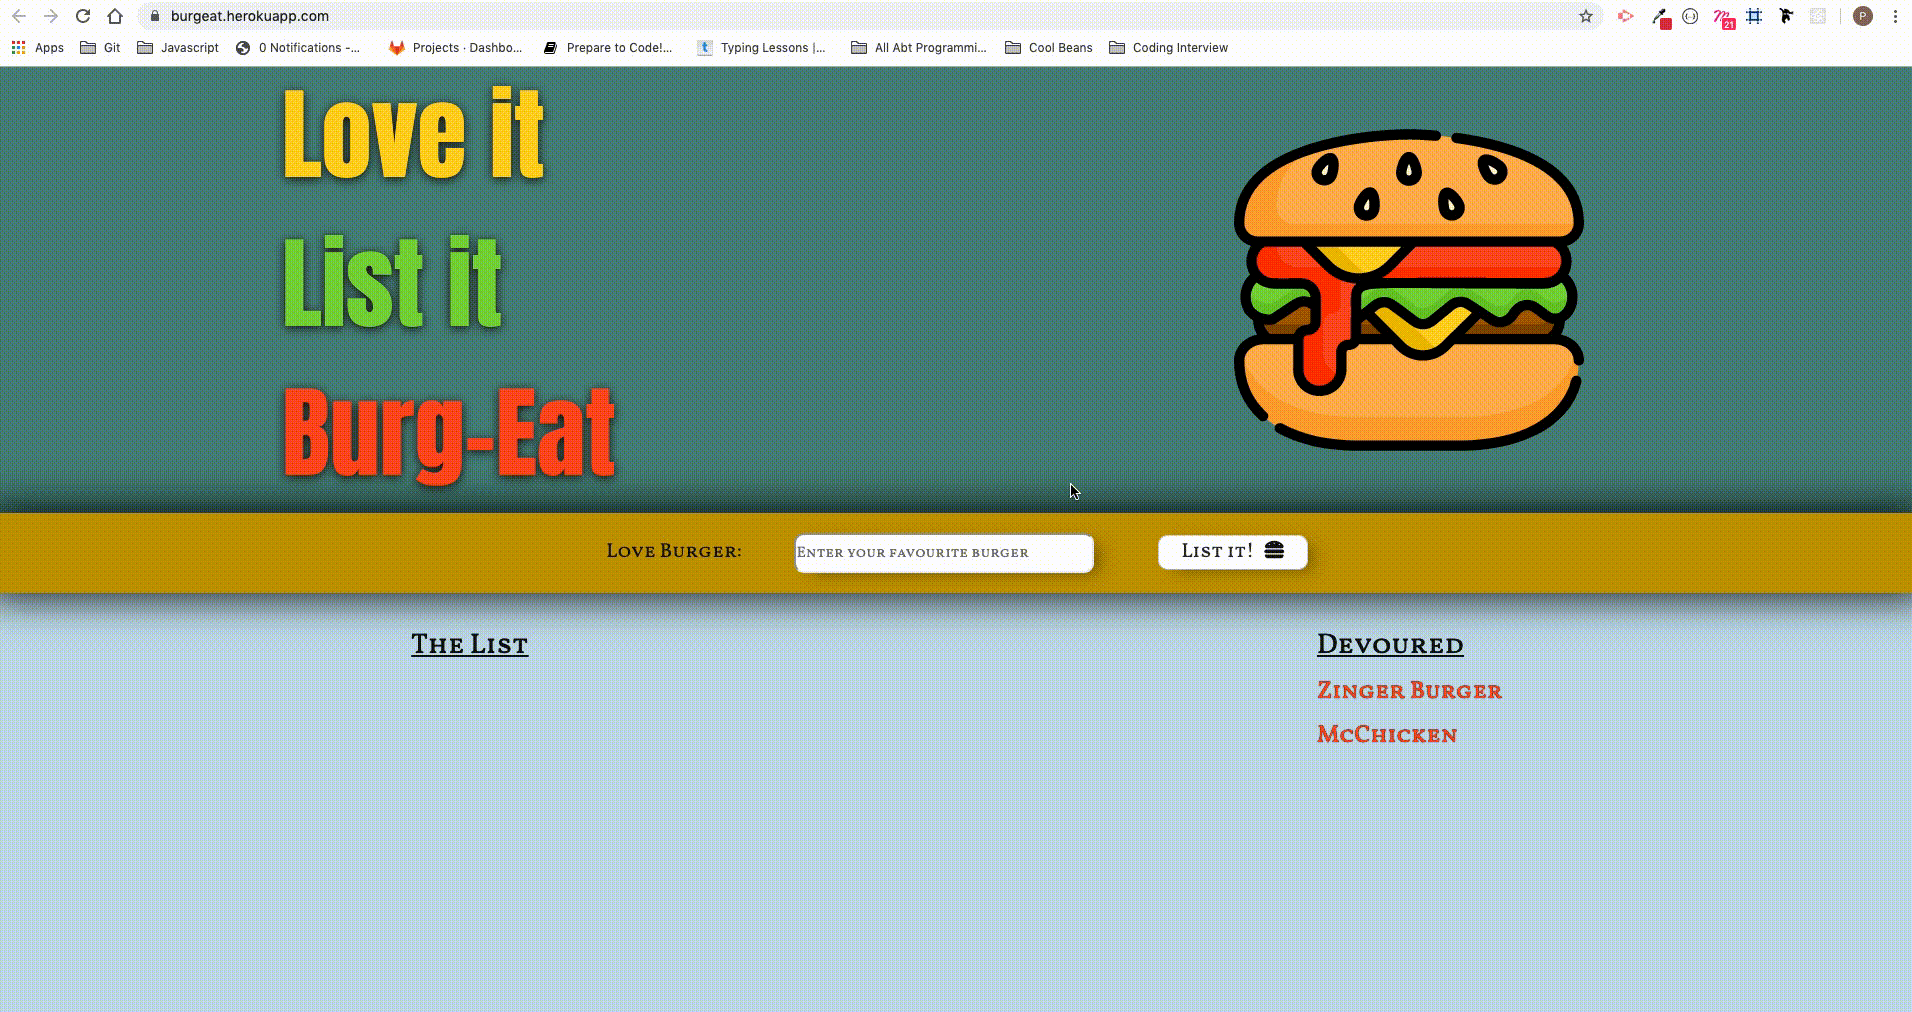 burgeat.herokuapp.com
21
P
Apps Git Javascript 0 Notifications -... Projects · Dashbo... Prepare to Code!... t Typing Lessons |... All Abt Programmi... Cool Beans Coding Interview
Love it
List it
Burg-Eat
Love Burger: Enter your favourite burger List it!
The List Devoured
Zinger Burger
McChicken